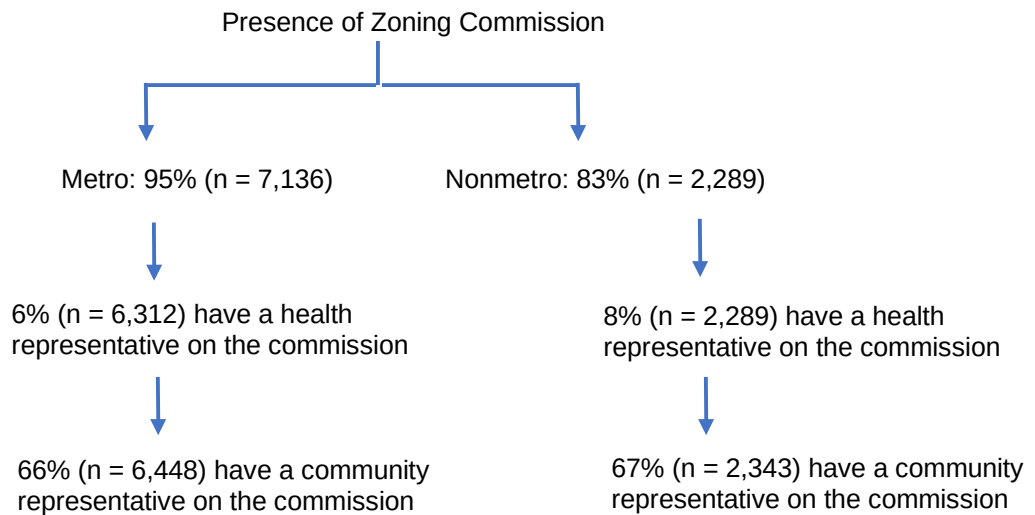 Presence of Zoning Commission
Metro: 95% (n = 7,136)
Nonmetro: 83% (n = 2,289)
6% (n = 6,312) have a health
representative on the commission
8% (n = 2,289) have a health
representative on the commission
66% (n = 6,448) have a community
representative on the commission
67% (n = 2,343) have a community
representative on the commission